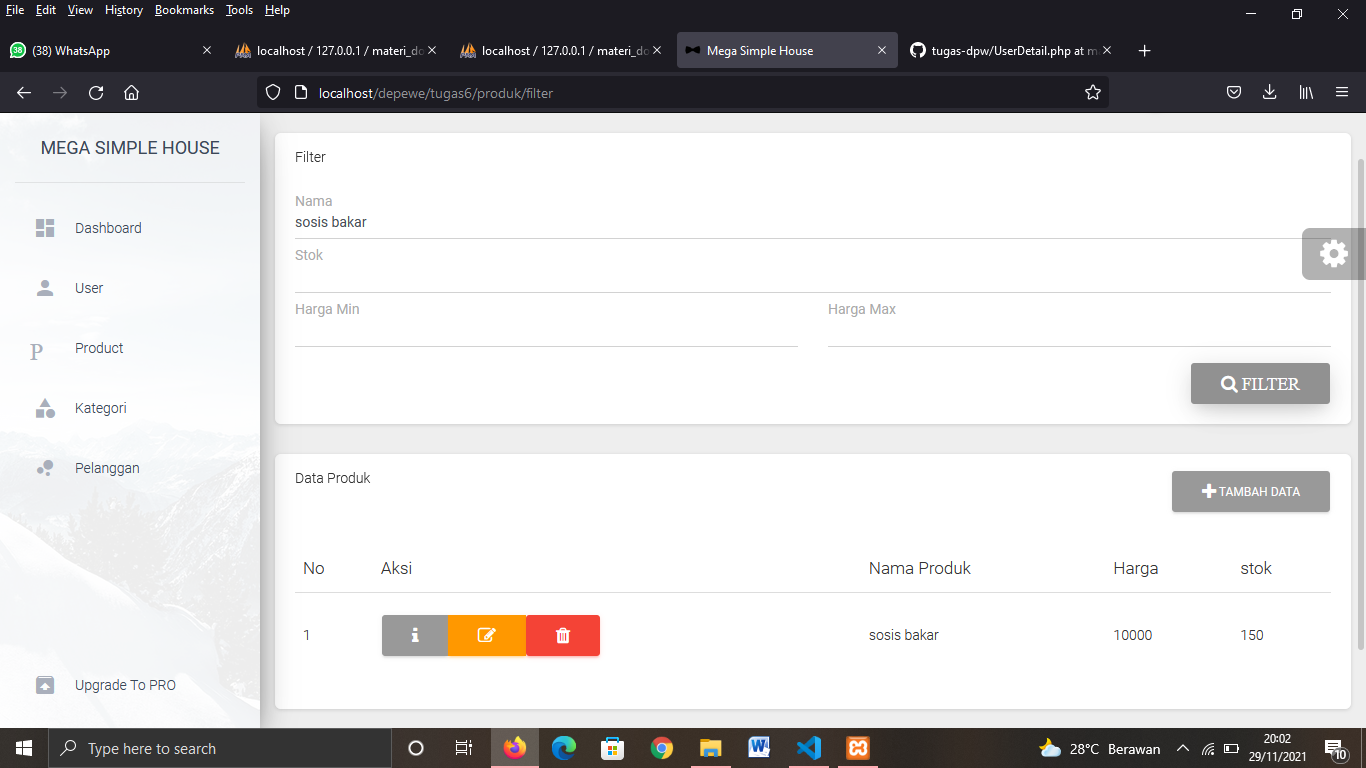 File Edit View History Bookmarks Tools Help
38 (38) WhatsApp
localhost / 127.0.0.1 / materi_do
localhost / 127.0.0.1 / materi_do
Mega Simple House
tugas-dpw/UserDetail.php at m
localhost/depewe/tugas6/produk/filter
MEGA SIMPLE HOUSE
Dashboard
User
P Product
Kategori
Pelanggan
Upgrade To PRO
Filter
Nama
sosis bakar
Stok
Harga Min Harga Max
FILTER
Data Produk
TAMBAH DATA
No Aksi Nama Produk Harga stok
1 sosis bakar 10000 150
Type here to search
28°C Berawan
20:02
29/11/2021
10